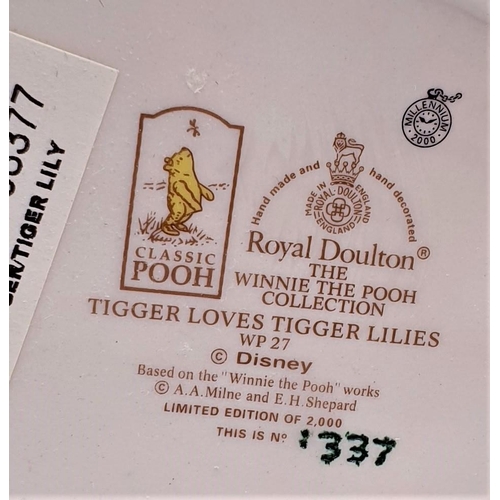 377
EN/TIGER LILY
CLASSIC
POOH
MILLENNIUM
2000
Hand made and hand decorated
MADE IN ENGLAND
ROYAL DOULTON
ENGLAND
Royal Doulton®
THE
WINNIE THE POOH
COLLECTION
TIGGER LOVES TIGGER LILIES
WP 27
© Disney
Based on the "Winnie the Pooh" works
© A.A. Milne and E.H. Shepard
LIMITED EDITION OF 2,000
THIS IS Nº 1337